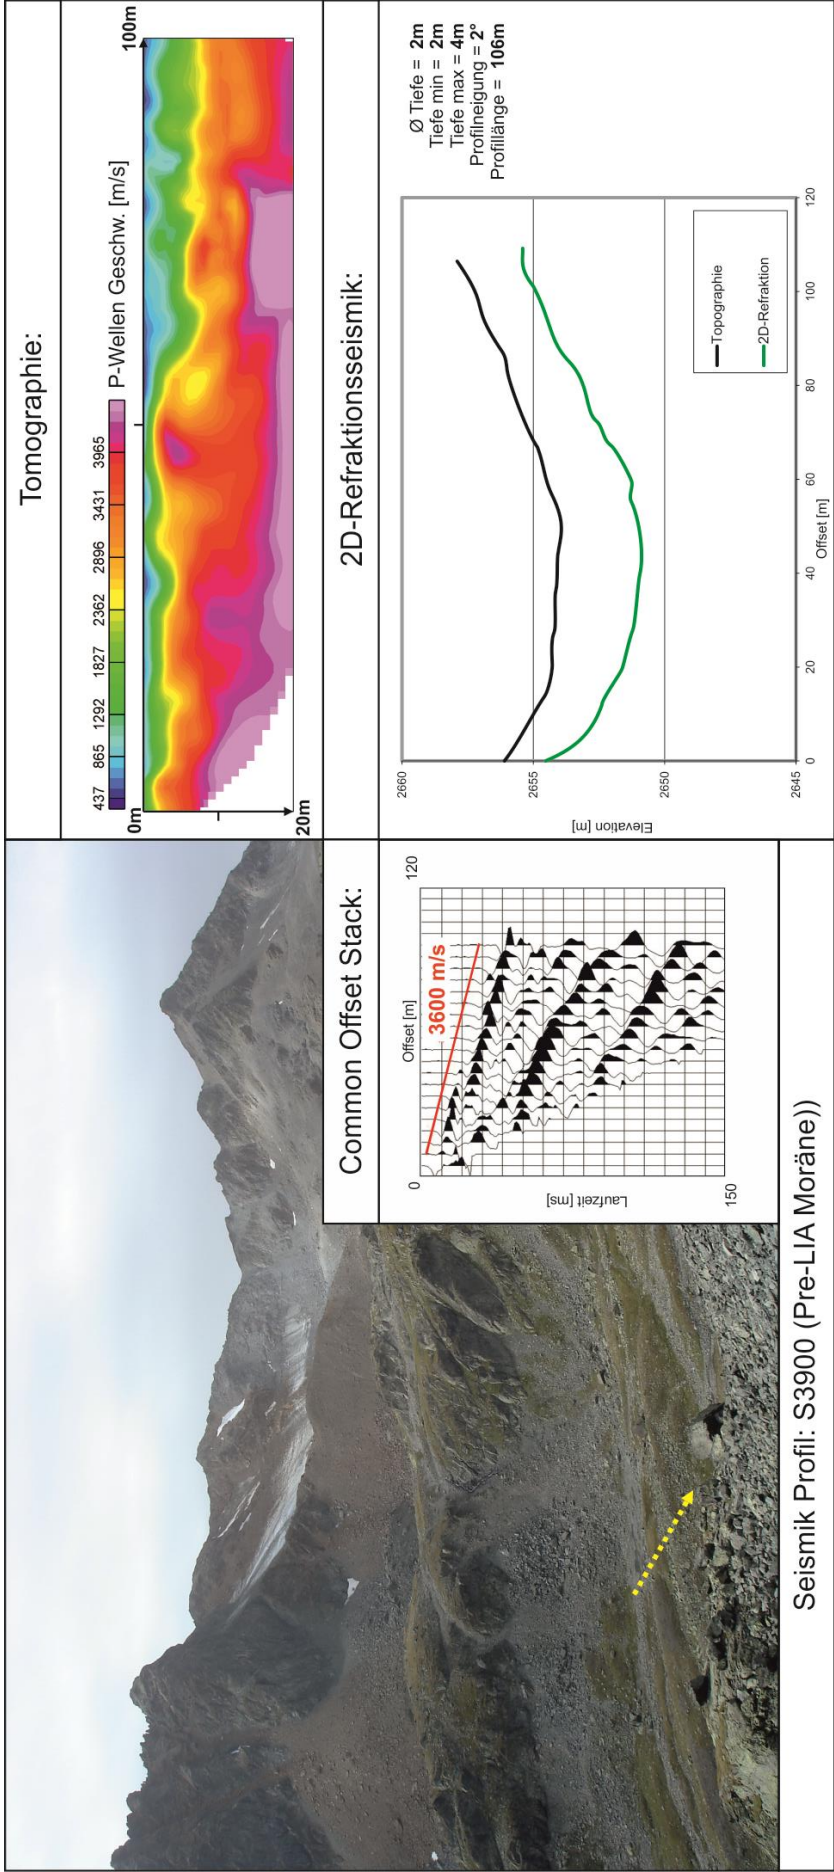 Tomographie:
437 865 1292 1827 2362 2896 3431 3965 P-Wellen Geschw. [m/s]
0m
100m
20m
Common Offset Stack:
Offset [m]
0
120
3600 m/s
Laufzeit [ms]
150
2D-Refraktionsseismik:
2660
2655
2650
2645
Elevation [m]
0 20 40 60 80 100 120
Offset [m]
Topographie
2D-Refraktion
Ø Tiefe = 2m
Tiefe min = 2m
Tiefe max = 4m
Profilneigung = 2°
Profillänge = 106m
Seismik Profil: S3900 (Pre-LIA Moräne))